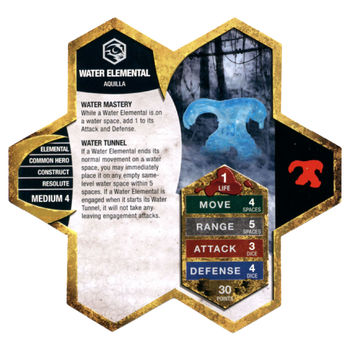 WATER ELEMENTAL
AQUILLA
WATER MASTERY
While a Water Elemental is on
a water space, add 1 to its
Attack and Defense.
WATER TUNNEL
If a Water Elemental ends its
normal movement on a water
space, you may immediately
place it on any empty same-
level water space within 5
spaces. If a Water Elemental is
engaged when it starts its Water
Tunnel, it will not take any
leaving engagement attacks.
ELEMENTAL
COMMON HERO
CONSTRUCT
RESOLUTE
MEDIUM 4
1
LIFE
MOVE 4
SPACES
RANGE 5
SPACES
ATTACK 3
DICE
DEFENSE 4
DICE
30
POINTS